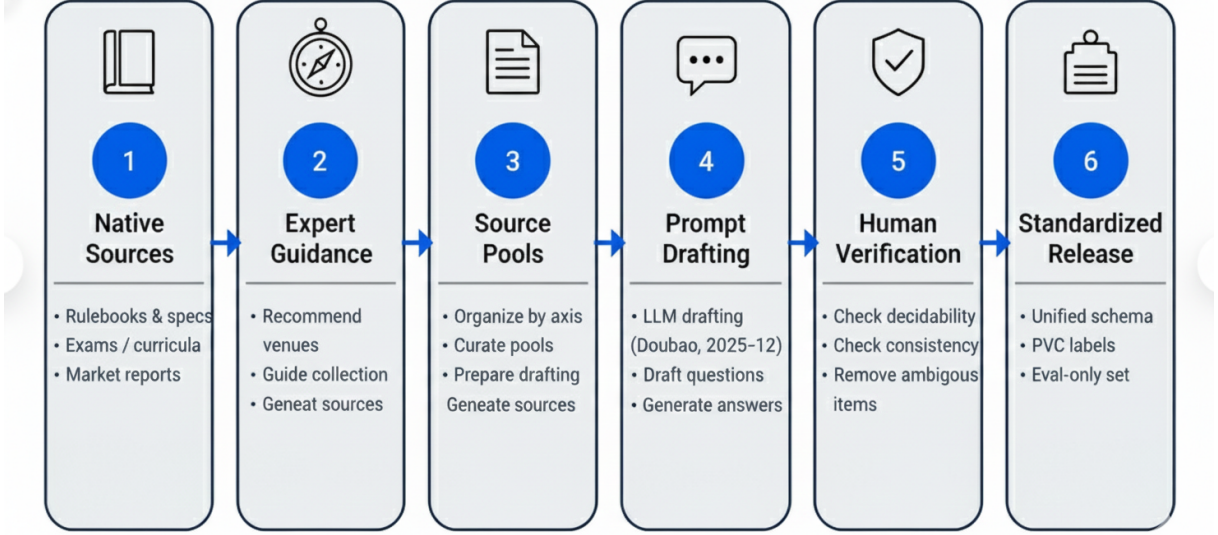 1
Native
Sources
• Rulebooks & specs
• Exams / curricula
• Market reports
2
Expert
Guidance
• Recommend
venues
• Guide collection
• Geneat sources
3
Source
Pools
• Organize by axis
• Curate pools
• Prepare drafting
Geneate sources
4
Prompt
Drafting
• LLM drafting
(Doubao, 2025-12)
• Draft questions
• Generate answers
5
Human
Verification
• Check decidability
• Check consistency
• Remove ambigous
items
6
Standardized
Release
• Unified schema
• PVC labels
• Eval-only set